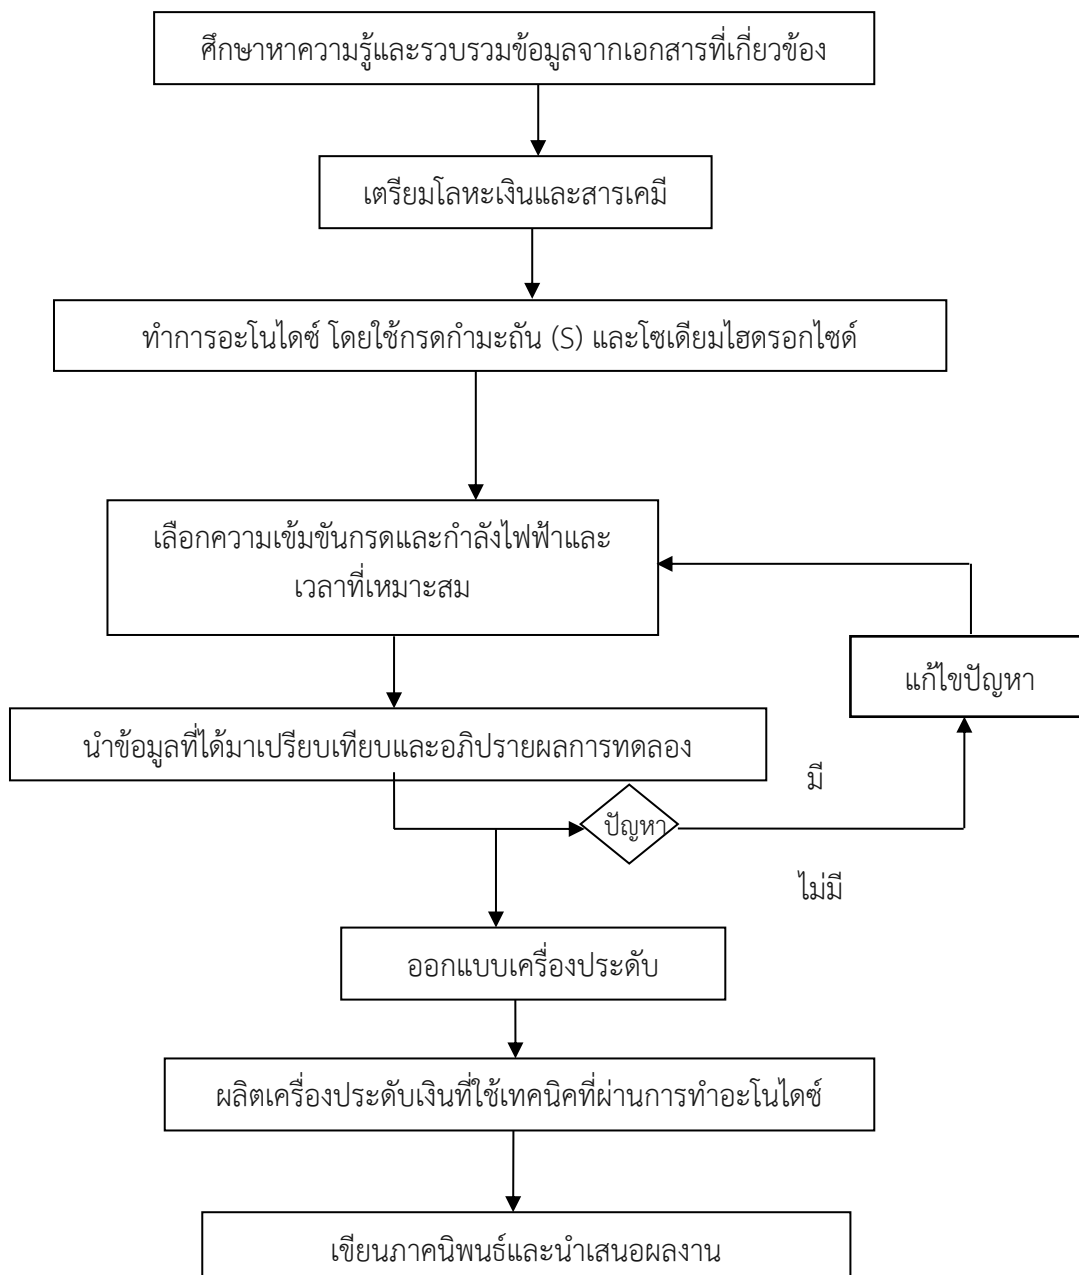 ศึกษาหาความรู้และรวบรวมข้อมูลจากเอกสารที่เกี่ยวข้อง
เตรียมโลหะเงินและสารเคมี
ทำการอะโนไดซ์ โดยใช้กรดกำมะถัน (S) และโซเดียมไฮดรอกไซด์
เลือกความเข้มขันกรดและกำลังไฟฟ้าและ
เวลาที่เหมาะสม
แก้ไขปัญหา
นำข้อมูลที่ได้มาเปรียบเทียบและอภิปรายผลการทดลอง
มี
ปัญหา
ไม่มี
ออกแบบเครื่องประดับ
ผลิตเครื่องประดับเงินที่ใช้เทคนิคที่ผ่านการทำอะโนไดซ์
เขียนภาคนิพนธ์และนำเสนอผลงาน